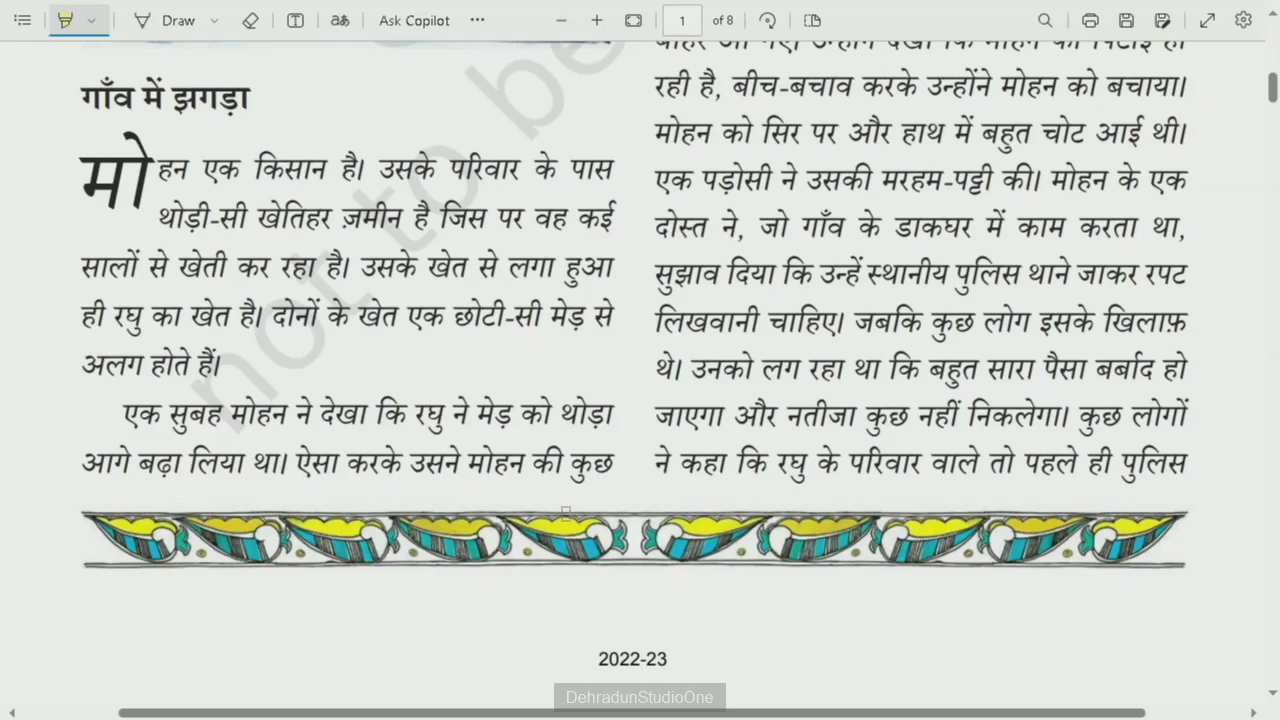 Draw
Ask Copilot
1 of 8
गाँव में झगड़ा
मोहन एक किसान है। उसके परिवार के पास
थोड़ी-सी खेतिहर ज़मीन है जिस पर वह कई
सालों से खेती कर रहा है। उसके खेत से लगा हुआ
ही रघु का खेत है। दोनों के खेत एक छोटी-सी मेड़ से
अलग होते हैं।
एक सुबह मोहन ने देखा कि रघु ने मेड़ को थोड़ा
आगे बढ़ा लिया था। ऐसा करके उसने मोहन की कुछ
रही है, बीच-बचाव करके उन्होंने मोहन को बचाया।
मोहन को सिर पर और हाथ में बहुत चोट आई थी।
एक पड़ोसी ने उसकी मरहम-पट्टी की। मोहन के एक
दोस्त ने, जो गाँव के डाकघर में काम करता था,
सुझाव दिया कि उन्हें स्थानीय पुलिस थाने जाकर रपट
लिखवानी चाहिए। जबकि कुछ लोग इसके खिलाफ़
थे। उनको लग रहा था कि बहुत सारा पैसा बर्बाद हो
जाएगा और नतीजा कुछ नहीं निकलेगा। कुछ लोगों
ने कहा कि रघु के परिवार वाले तो पहले ही पुलिस
not to be
2022-23
DehradunStudioOne